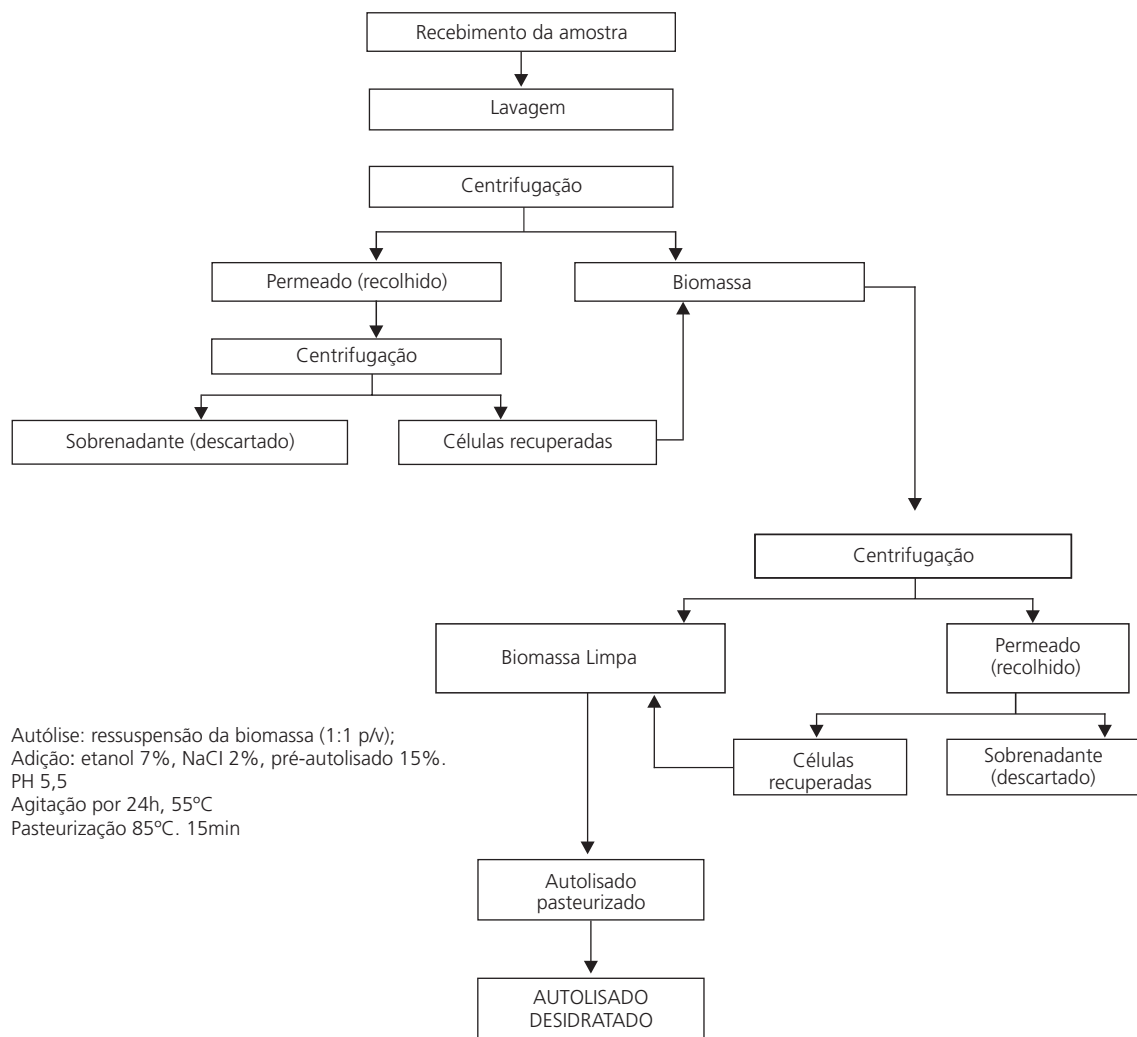 Recebimento da amostra
Lavagem
Centrifugação
Permeado (recolhido)
Biomassa
Centrifugação
Sobrenadante (descartado)
Células recuperadas
Centrifugação
Biomassa Limpa
Permeado
(recolhido)
Células
recuperadas
Sobrenadante
(descartado)
Autólise: ressuspensão da biomassa (1:1 p/v);
Adição: etanol 7%, NaCl 2%, pré-autolisado 15%.
PH 5,5
Agitação por 24h, 55ºC
Pasteurização 85ºC. 15min
Autolisado
pasteurizado
AUTOLISADO
DESIDRATADO